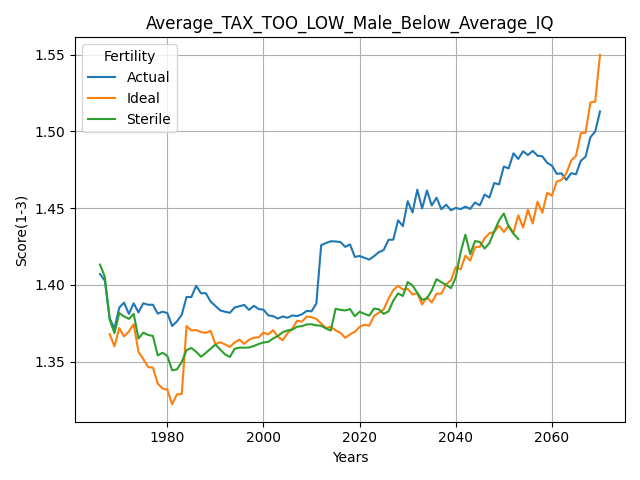 Average_TAX_TOO_LOW_Male_Below_Average_IQ
Fertility
Actual
Ideal
Sterile
Score(1-3)
1.55
1.50
1.45
1.40
1.35
1980 2000 2020 2040 2060
Years